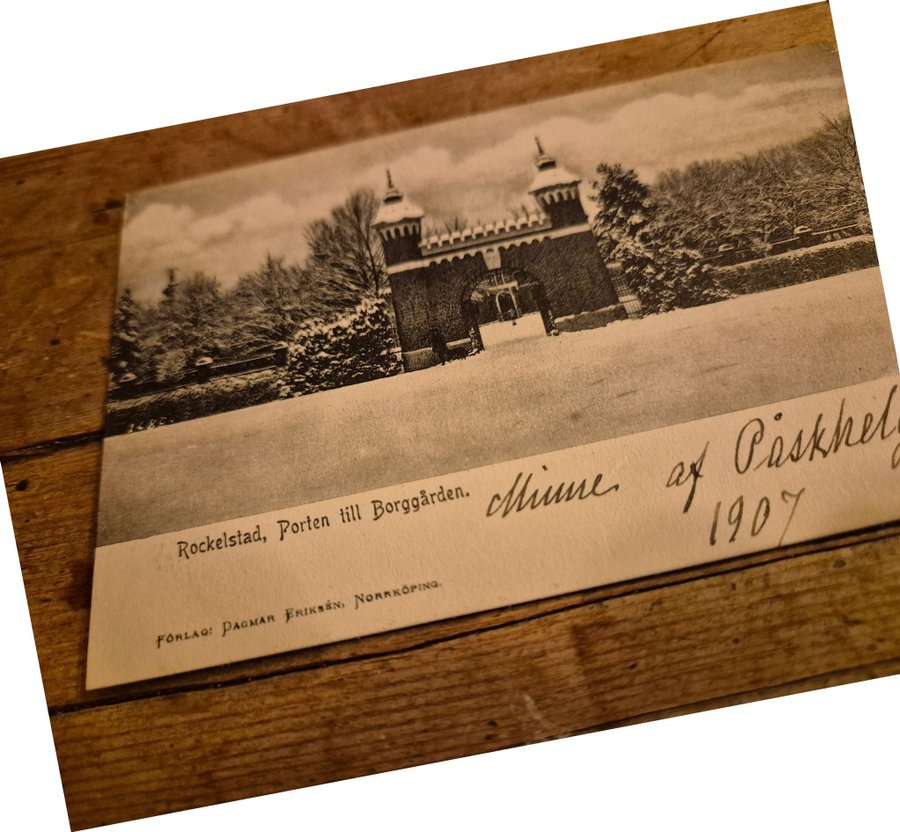 Rockelstad, Porten till Borggården.
Minne af Påskhelg
1907
Förlag: Dagmar Eriksén, Norrköping.